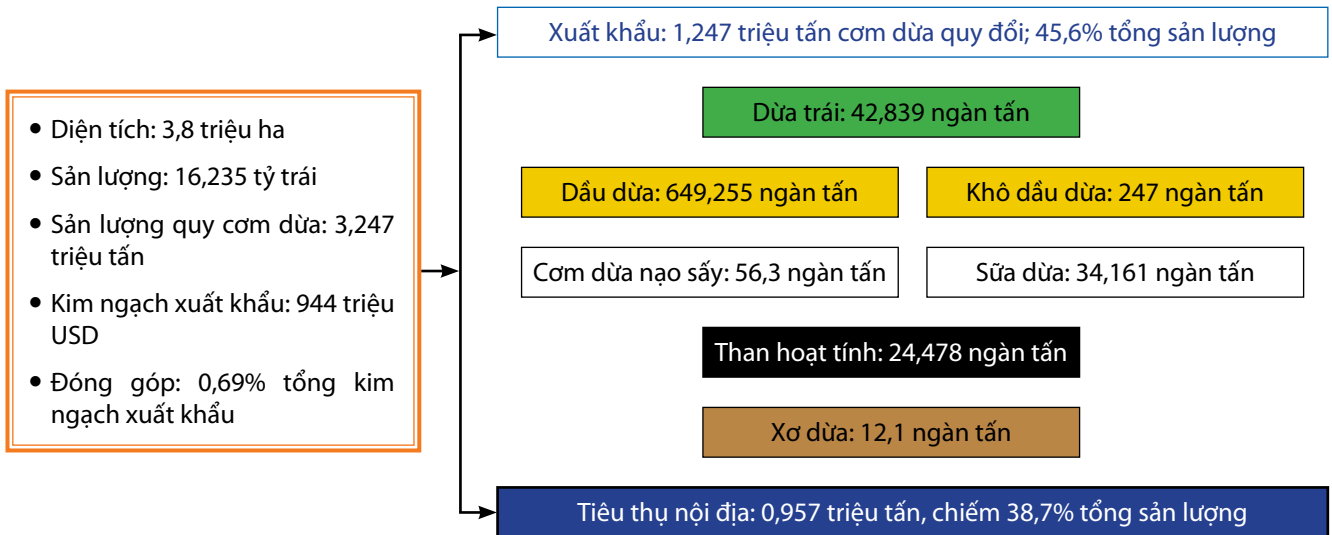 Xuất khẩu: 1,247 triệu tấn cơm dừa quy đổi; 45,6% tổng sản lượng
• Diện tích: 3,8 triệu ha
• Sản lượng: 16,235 tỷ trái
• Sản lượng quy cơm dừa: 3,247
triệu tấn
• Kim ngạch xuất khẩu: 944 triệu
USD
• Đóng góp: 0,69% tổng kim
ngạch xuất khẩu
Dừa trái: 42,839 ngàn tấn
Dầu dừa: 649,255 ngàn tấn
Khô dầu dừa: 247 ngàn tấn
Cơm dừa nạo sấy: 56,3 ngàn tấn
Sữa dừa: 34,161 ngàn tấn
Than hoạt tính: 24,478 ngàn tấn
Xơ dừa: 12,1 ngàn tấn
Tiêu thụ nội địa: 0,957 triệu tấn, chiếm 38,7% tổng sản lượng